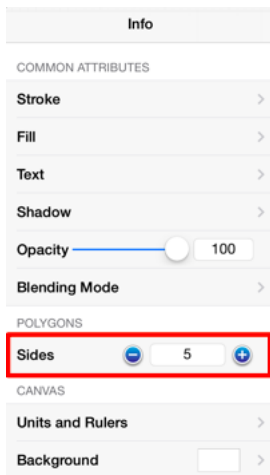 Info
COMMON ATTRIBUTES
Stroke
Fill
Text
Shadow
Opacity 100
Blending Mode
POLYGONS
Sides 5
CANVAS
Units and Rulers
Background